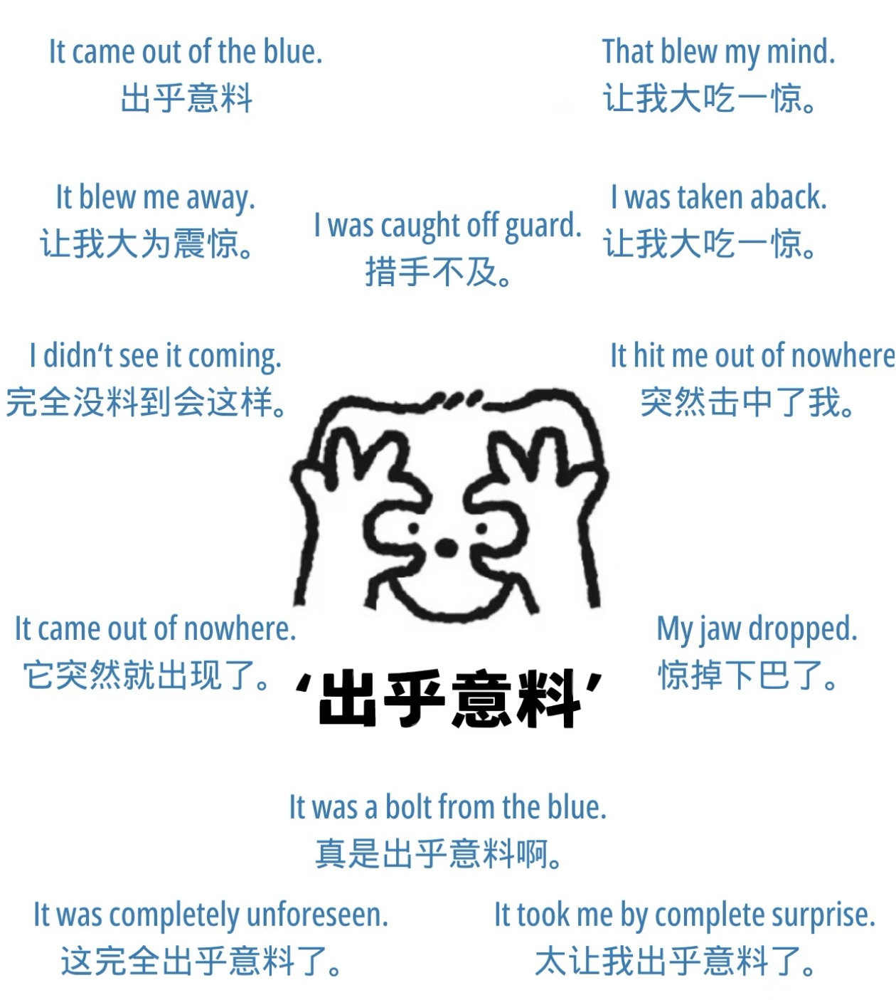 It came out of the blue.
出乎意料
That blew my mind.
让我大吃一惊。
It blew me away.
让我大为震惊。
I was caught off guard.
措手不及。
I was taken aback.
让我大吃一惊。
I didn‘t see it coming.
完全没料到会这样。
It hit me out of nowhere
突然击中了我。
It came out of nowhere.
它突然就出现了。
My jaw dropped.
惊掉下巴了。
‘出乎意料’
It was a bolt from the blue.
真是出乎意料啊。
It was completely unforeseen.
这完全出乎意料了。
It took me by complete surprise.
太让我出乎意料了。